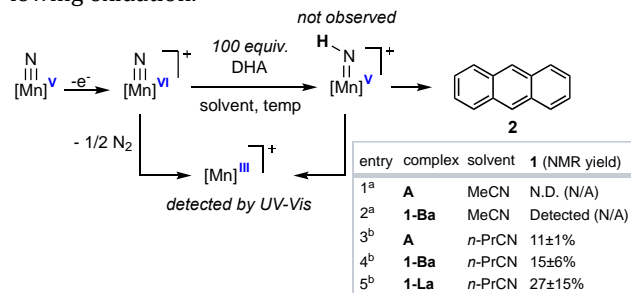 lowing oxidation.
not observed
N
[Mn]V
-e-
N
[Mn]VI
+
100 equiv.
DHA
solvent, temp
H
N
[Mn]V
+
2
- 1/2 N2
[Mn]III
+
detected by UV-Vis
entry complex solvent 1 (NMR yield)
1a A MeCN N.D. (N/A)
2a 1-Ba MeCN Detected (N/A)
3b A n-PrCN 11±1%
4b 1-Ba n-PrCN 15±6%
5b 1-La n-PrCN 27±15%